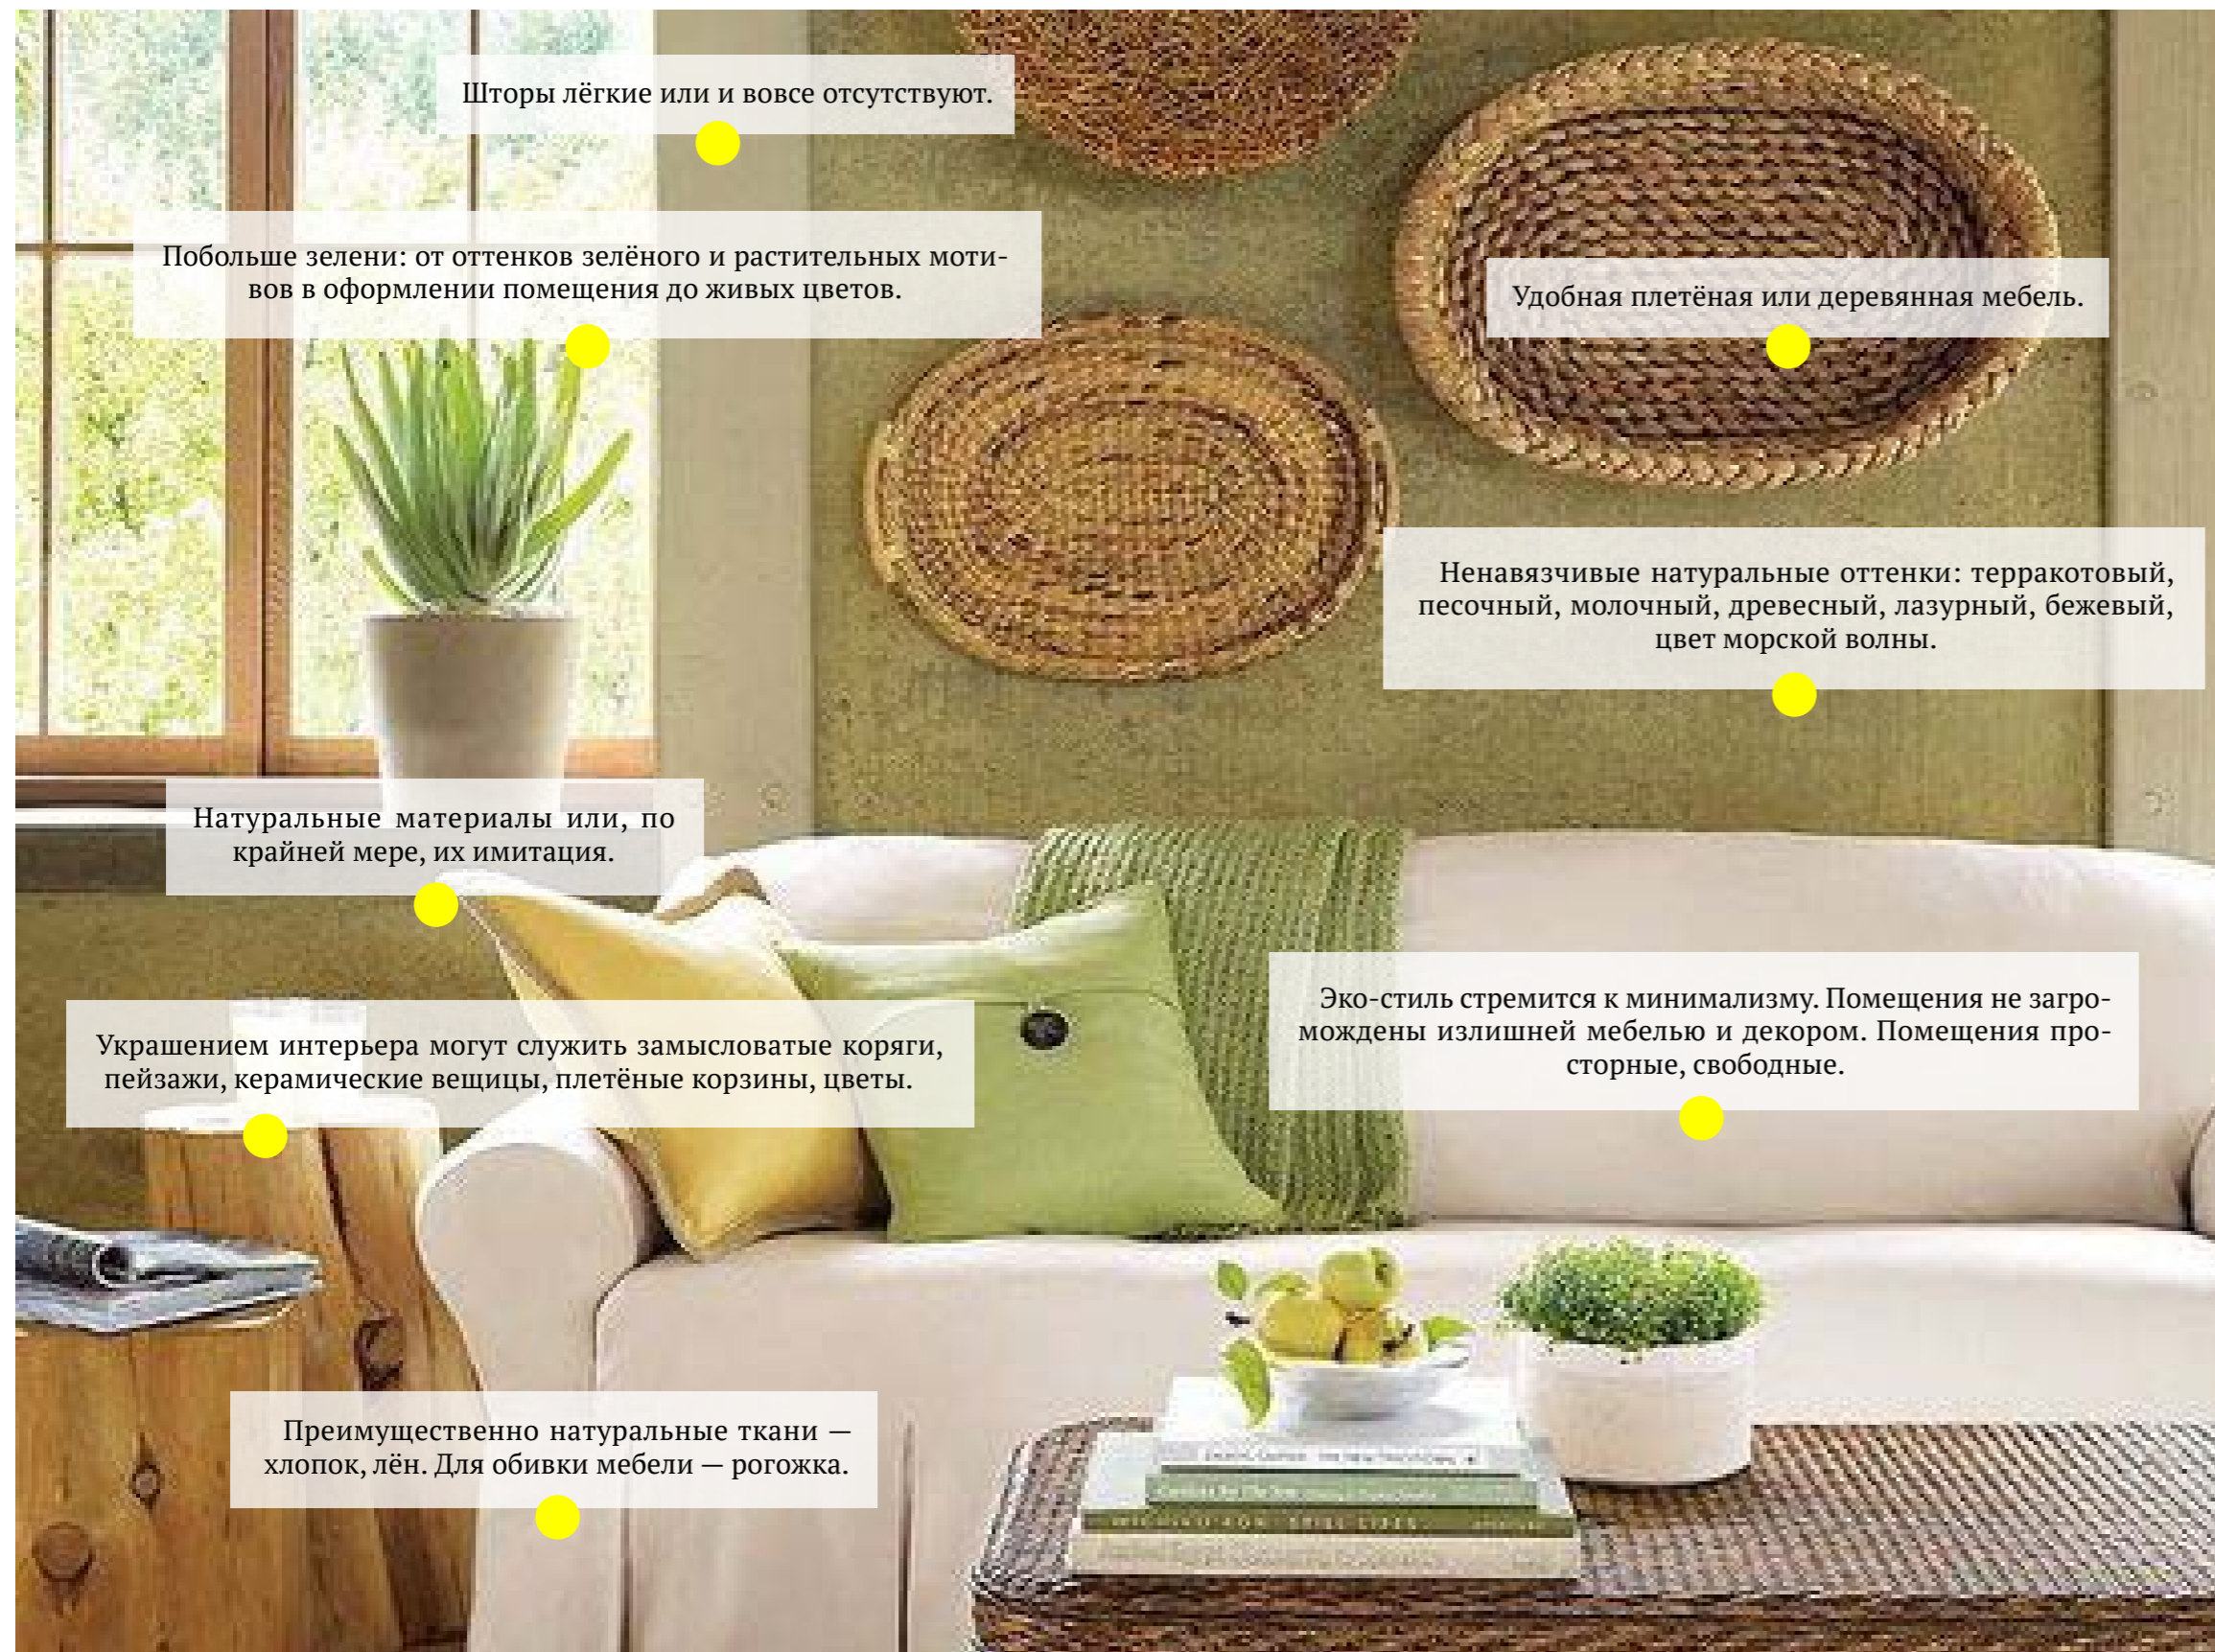 Шторы лёгкие или и вовсе отсутствуют.
Побольше зелени: от оттенков зелёного и растительных моти-
вов в оформлении помещения до живых цветов.
Удобная плетёная или деревянная мебель.
Ненавязчивые натуральные оттенки: терракотовый,
песочный, молочный, древесный, лазурный, бежевый,
цвет морской волны.
Натуральные материалы или, по
крайней мере, их имитация.
Эко-стиль стремится к минимализму. Помещения не загро-
мождены излишней мебелью и декором. Помещения про-
сторные, свободные.
Украшением интерьера могут служить замысловатые коряги,
пейзажи, керамические вещицы, плетёные корзины, цветы.
Преимущественно натуральные ткани —
хлопок, лён. Для обивки мебели — рогожка.